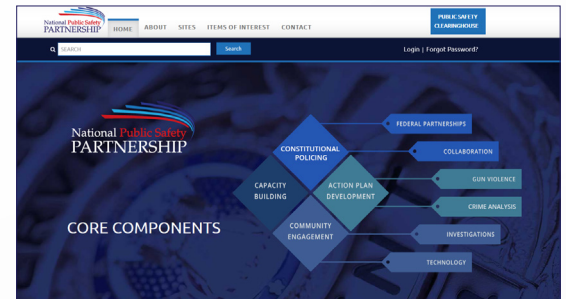 National Public Safety
PARTNERSHIP
HOME
ABOUT
SITES
ITEMS OF INTEREST
CONTACT
PUBLIC SAFETY
CLEARINGHOUSE
SEARCH
Search
Login | Forgot Password?
National Public Safety
PARTNERSHIP
CORE COMPONENTS
CONSTITUTIONAL
POLICING
CAPACITY
BUILDING
ACTION PLAN
DEVELOPMENT
COMMUNITY
ENGAGEMENT
FEDERAL PARTNERSHIPS
COLLABORATION
GUN VIOLENCE
CRIME ANALYSIS
INVESTIGATIONS
TECHNOLOGY